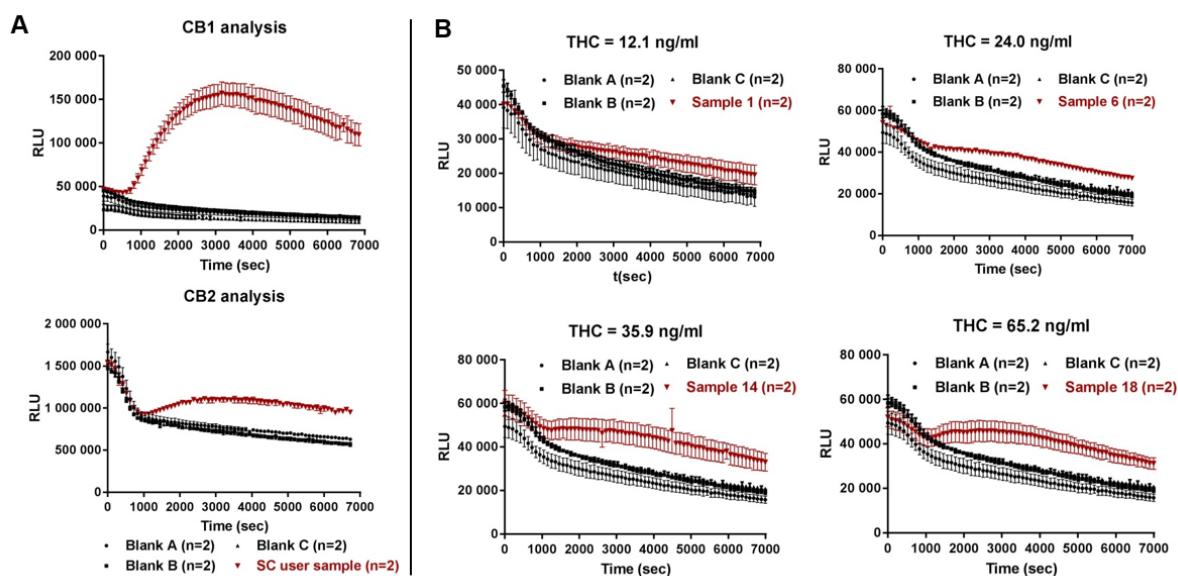 A
CB1 analysis
200 000
150 000
100 000
50 000
0
RLU
0 1000 2000 3000 4000 5000 6000 7000
Time (sec)
CB2 analysis
2 000 000
1 500 000
1 000 000
500 000
0
RLU
0 1000 2000 3000 4000 5000 6000 7000
Time (sec)
Blank A (n=2) Blank C (n=2)
Blank B (n=2) SC user sample (n=2)
B
THC = 12.1 ng/ml
Blank A (n=2) Blank C (n=2)
Blank B (n=2) Sample 1 (n=2)
50 000
40 000
30 000
20 000
10 000
0
RLU
0 1000 2000 3000 4000 5000 6000 7000
t(sec)
THC = 24.0 ng/ml
Blank A (n=2) Blank C (n=2)
Blank B (n=2) Sample 6 (n=2)
80 000
60 000
40 000
20 000
0
RLU
0 1000 2000 3000 4000 5000 6000 7000
Time (sec)
THC = 35.9 ng/ml
Blank A (n=2) Blank C (n=2)
Blank B (n=2) Sample 14 (n=2)
80 000
60 000
40 000
20 000
0
RLU
0 1000 2000 3000 4000 5000 6000 7000
Time (sec)
THC = 65.2 ng/ml
Blank A (n=2) Blank C (n=2)
Blank B (n=2) Sample 18 (n=2)
80 000
60 000
40 000
20 000
0
RLU
0 1000 2000 3000 4000 5000 6000 7000
Time (sec)